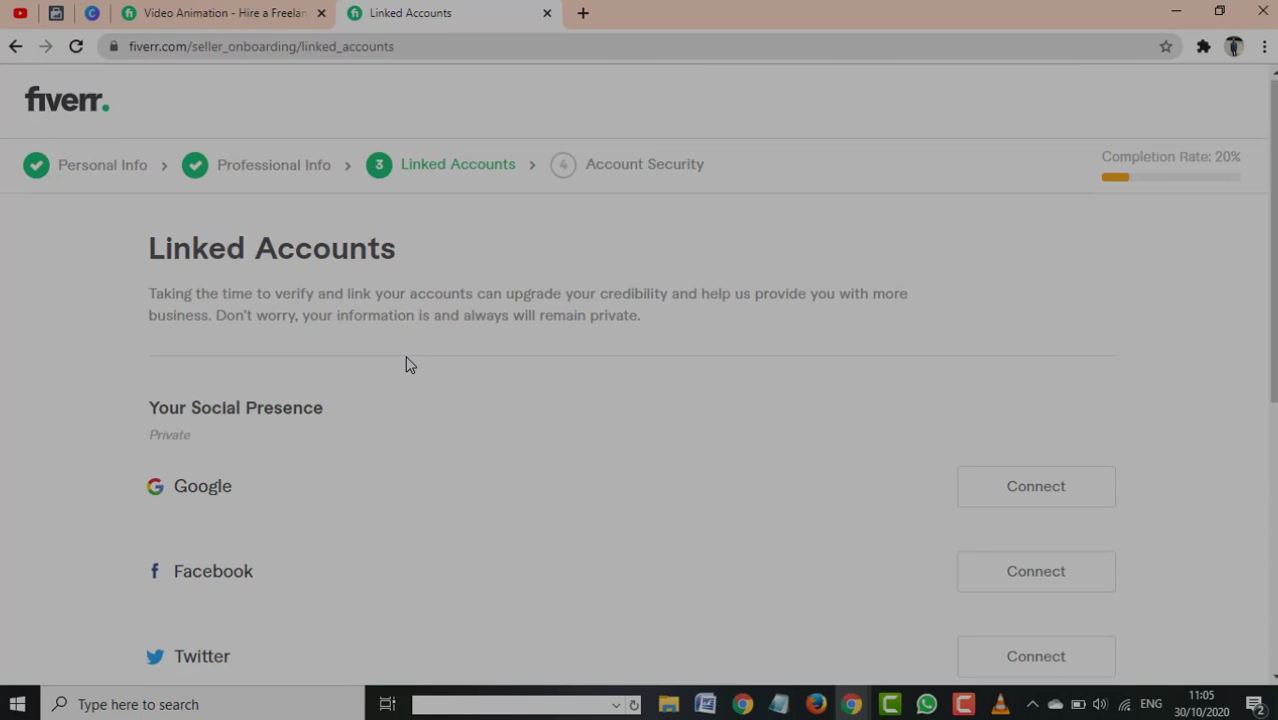 Video Animation - Hire a Freelan
Linked Accounts
fiverr.com/seller_onboarding/linked_accounts
fiverr.
Personal Info
Professional Info
3 Linked Accounts
4 Account Security
Completion Rate: 20%
Linked Accounts
Taking the time to verify and link your accounts can upgrade your credibility and help us provide you with more
business. Don't worry, your information is and always will remain private.
Your Social Presence
Private
Google
Connect
Facebook
Connect
Twitter
Connect
Type here to search
ENG
11:05
30/10/2020
2